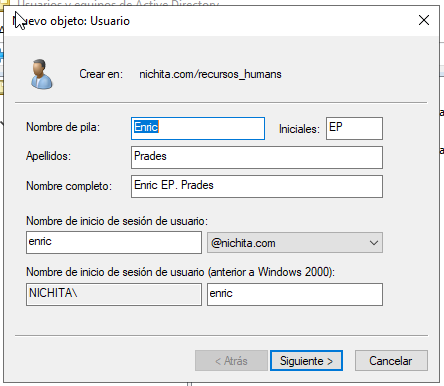 Usuarios y equipos de Active Directory
Nuevo objeto: Usuario
Crear en: nichita.com/recursos_humans
Nombre de pila: Enric Iniciales: EP
Apellidos: Prades
Nombre completo: Enric EP. Prades
Nombre de inicio de sesión de usuario:
enric @nichita.com
Nombre de inicio de sesión de usuario (anterior a Windows 2000):
NICHITA\ enric
< Atrás Siguiente > Cancelar